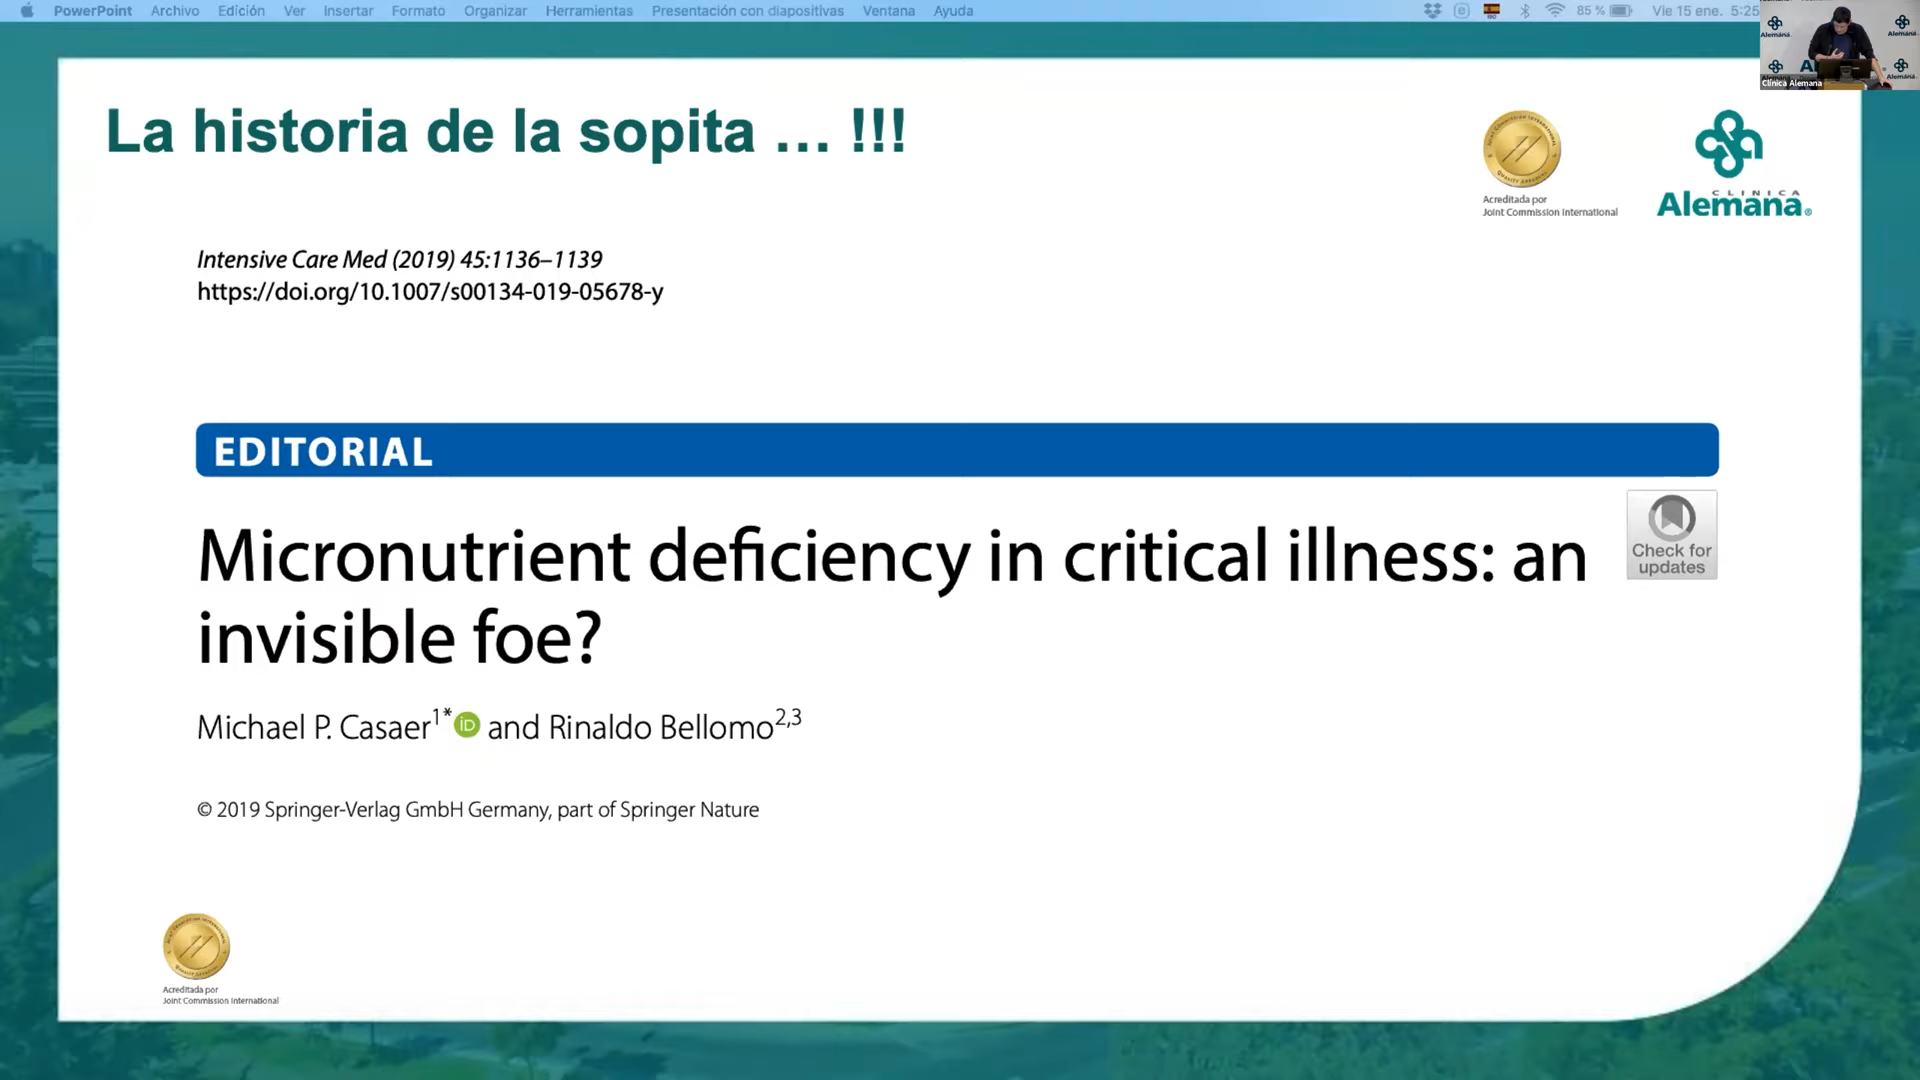 PowerPoint Archivo Edición Ver Insertar Formato Organizar Herramientas Presentación con diapositivas Ventana Ayuda 85 % Vie 15 ene. 5:25
Alemana
Alemana
Clínica Alemana
La historia de la sopita ... !!!
Acreditada por
Joint Commission International
CLINICA
Alemana®
Intensive Care Med (2019) 45:1136–1139
https://doi.org/10.1007/s00134-019-05678-y
EDITORIAL
Micronutrient deficiency in critical illness: an
invisible foe?
Check for
updates
Michael P. Casaer1* iD and Rinaldo Bellomo2,3
© 2019 Springer-Verlag GmbH Germany, part of Springer Nature
Acreditada por
Joint Commission International